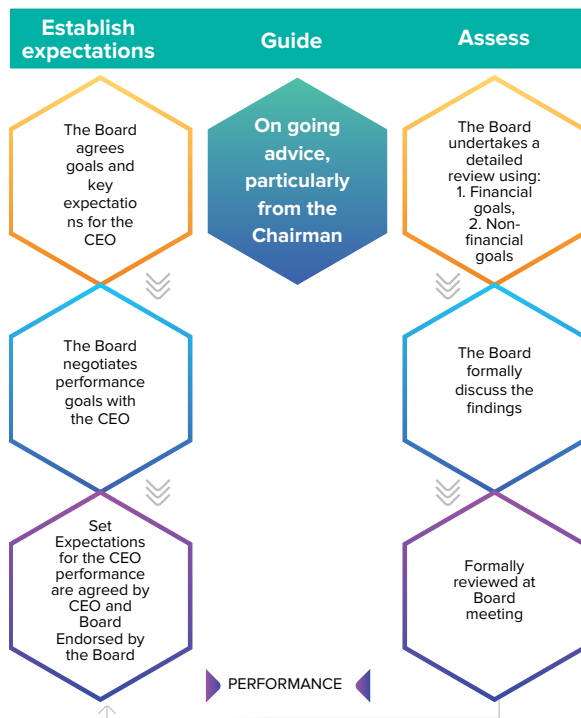 Establish
expectations
Guide
Assess
The Board
agrees
goals and
key
expectatio
ns for the
CEO
On going
advice,
particularly
from the
Chairman
The Board
undertakes a
detailed
review using:
1. Financial
goals,
2. Non-
financial
goals
The Board
negotiates
performance
goals with
the CEO
The Board
formally
discuss the
findings
Set
Expectations
for the CEO
performance
are agreed by
CEO and
Board
Endorsed by
the Board
Formally
reviewed at
Board
meeting
PERFORMANCE